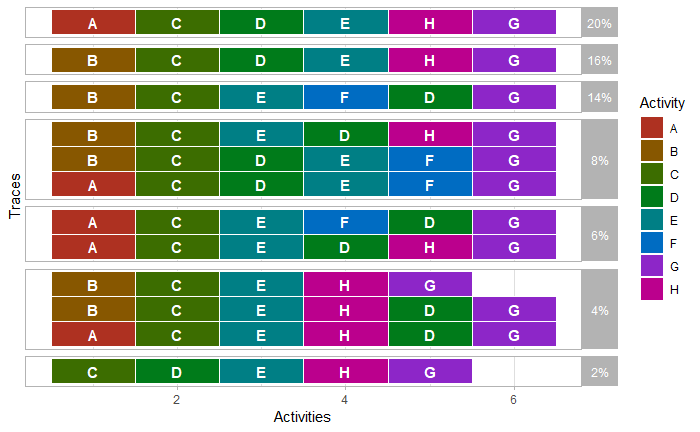 A C D E H G 20%
B C D E H G 16%
B C E F D G 14%
B C E D H G
B C D E F G 8%
A C D E F G
A C E F D G
A C E D H G 6%
B C E H G
B C E H D G 4%
A C E H D G
C D E H G 2%
2 4 6
Activities
Traces
Activity
A
B
C
D
E
F
G
H